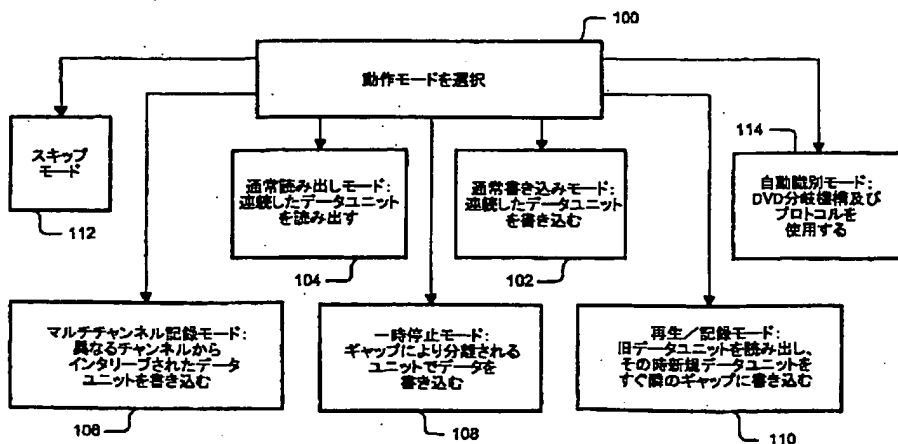 100
動作モードを選択
スキップ
モード
112
通常読み出しモード:
連続したデータユニット
を読み出す
104
通常書き込みモード:
連続したデータユニット
を書き込む
102
114
自動識別モード:
DVD分岐機構及び
プロトコルを
使用する
マルチチャンネル記録モード:
異なるチャンネルから
インタリーブされたデータ
ユニットを書き込む
106
一時停止モード:
ギャップにより分離される
ユニットでデータを
書き込む
108
再生/記録モード:
旧データユニットを読み出し、
その時新規データユニットを
すぐ隣のギャップに書き込む
110